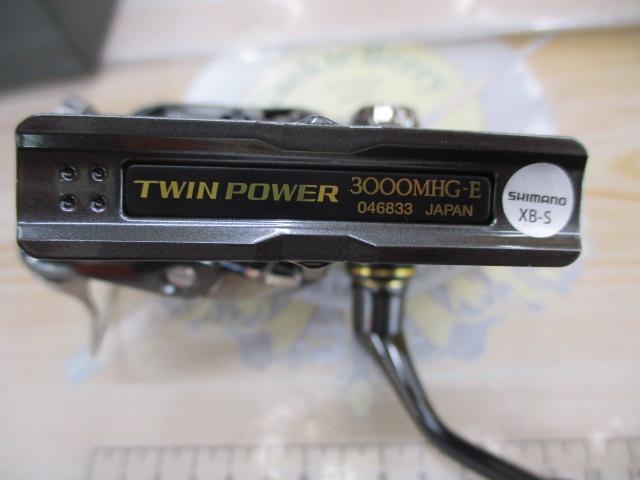 TWIN POWER 3000MHG-E
046833 JAPAN
SHIMANO
XB-S